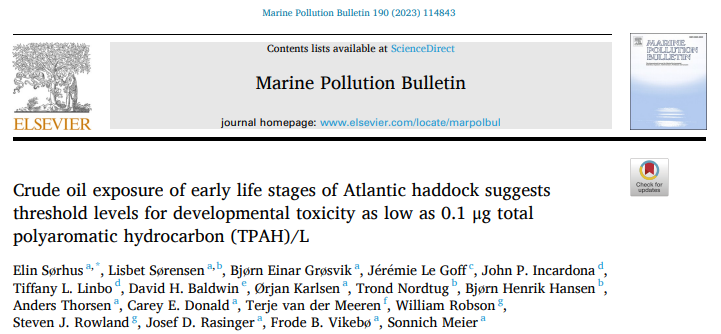 Marine Pollution Bulletin 190 (2023) 114843
Contents lists available at ScienceDirect
Marine Pollution Bulletin
journal homepage: www.elsevier.com/locate/marpolbul
ELSEVIER
MARINE
POLLUTION
BULLETIN
Check for
updates
Crude oil exposure of early life stages of Atlantic haddock suggests
threshold levels for developmental toxicity as low as 0.1 μg total
polyaromatic hydrocarbon (TPAH)/L
Elin Sørhus a,*, Lisbet Sørensen a,b, Bjørn Einar Grøsvik a, Jérémie Le Goff c, John P. Incardona d,
Tiffany L. Linbo d, David H. Baldwin e, Ørjan Karlsen a, Trond Nordtug b, Bjørn Henrik Hansen b,
Anders Thorsen a, Carey E. Donald a, Terje van der Meeren f, William Robson g,
Steven J. Rowland g, Josef D. Rasinger a, Frode B. Vikebø a, Sonnich Meier a